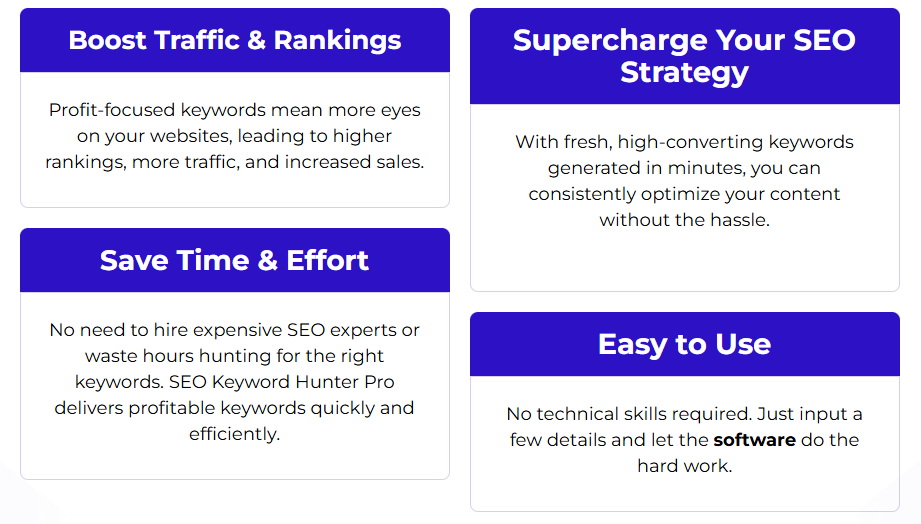 Boost Traffic & Rankings
Profit-focused keywords mean more eyes
on your websites, leading to higher
rankings, more traffic, and increased sales.
Supercharge Your SEO
Strategy
With fresh, high-converting keywords
generated in minutes, you can
consistently optimize your content
without the hassle.
Save Time & Effort
No need to hire expensive SEO experts or
waste hours hunting for the right
keywords. SEO Keyword Hunter Pro
delivers profitable keywords quickly and
efficiently.
Easy to Use
No technical skills required. Just input a
few details and let the software do the
hard work.